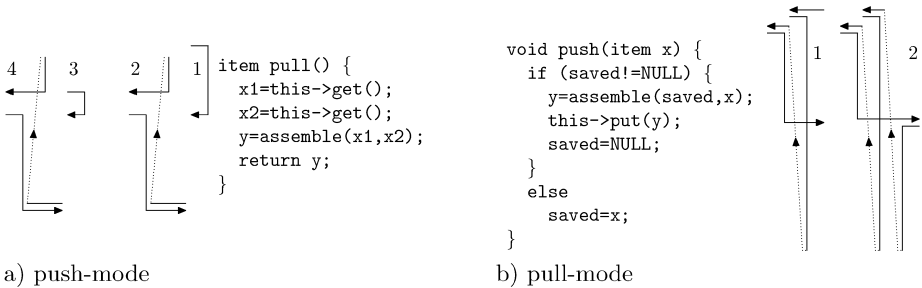 4 3 2 1
item pull() {
x1=this->get();
x2=this->get();
y=assemble(x1,x2);
return y;
}
a) push-mode
void push(item x) {
if (saved!=NULL) {
y=assemble(saved,x);
this->put(y);
saved=NULL;
}
else
saved=x;
}
1 2
b) pull-mode